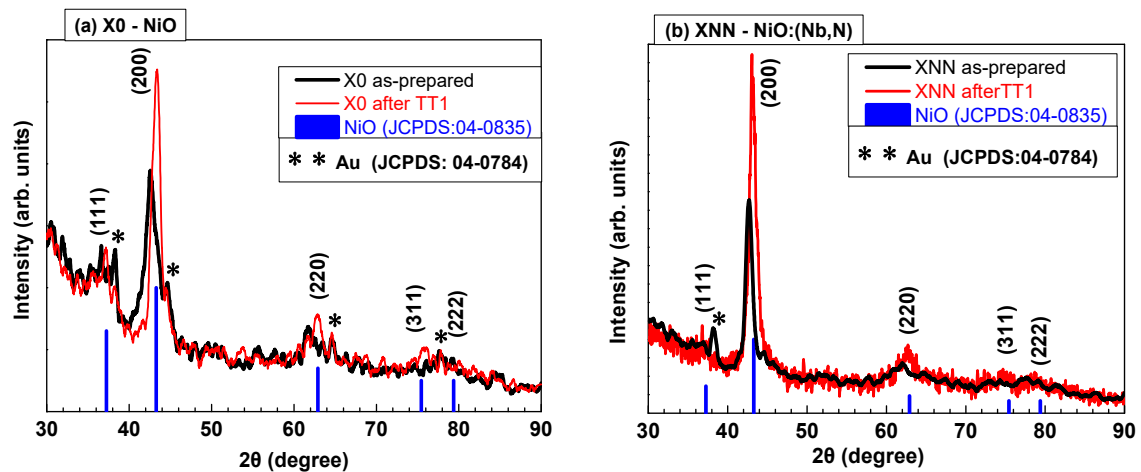 (a) X0 - NiO
(200)
X0 as-prepared
X0 after TT1
NiO (JCPDS:04-0835)
* * Au (JCPDS: 04-0784)
(111)
*
*
(220)
*
(311)
*
(222)
Intensity (arb. units)
30 40 50 60 70 80 90
2θ (degree)
(b) XNN - NiO:(Nb,N)
(200)
XNN as-prepared
XNN afterTT1
NiO (JCPDS:04-0835)
* * Au (JCPDS:04-0784)
(111)
*
(220)
(311)
(222)
Intensity (arb. units)
30 40 50 60 70 80 90
2θ (degree)